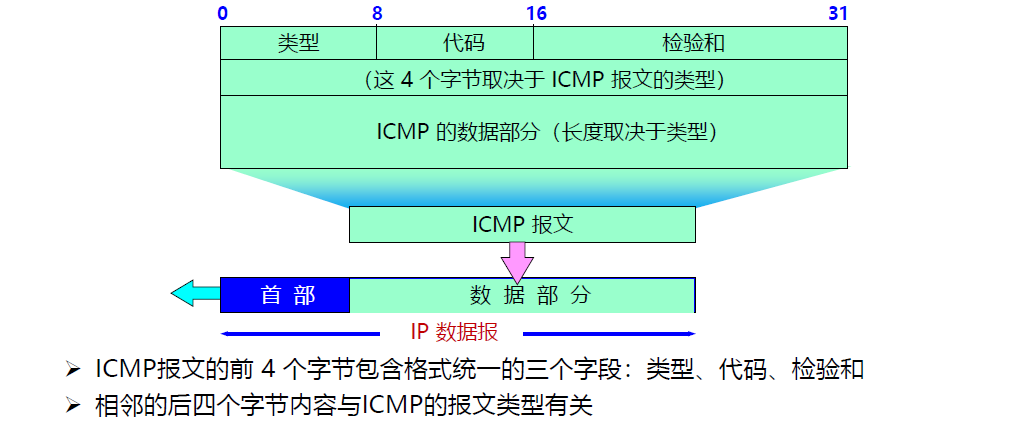 0 8 16 31
类型 代码 检验和
（这 4 个字节取决于 ICMP 报文的类型）
ICMP 的数据部分（长度取决于类型）
ICMP 报文
首 部 数 据 部 分
IP 数据报
➢ ICMP报文的前 4 个字节包含格式统一的三个字段：类型、代码、检验和
➢ 相邻的后四个字节内容与ICMP的报文类型有关